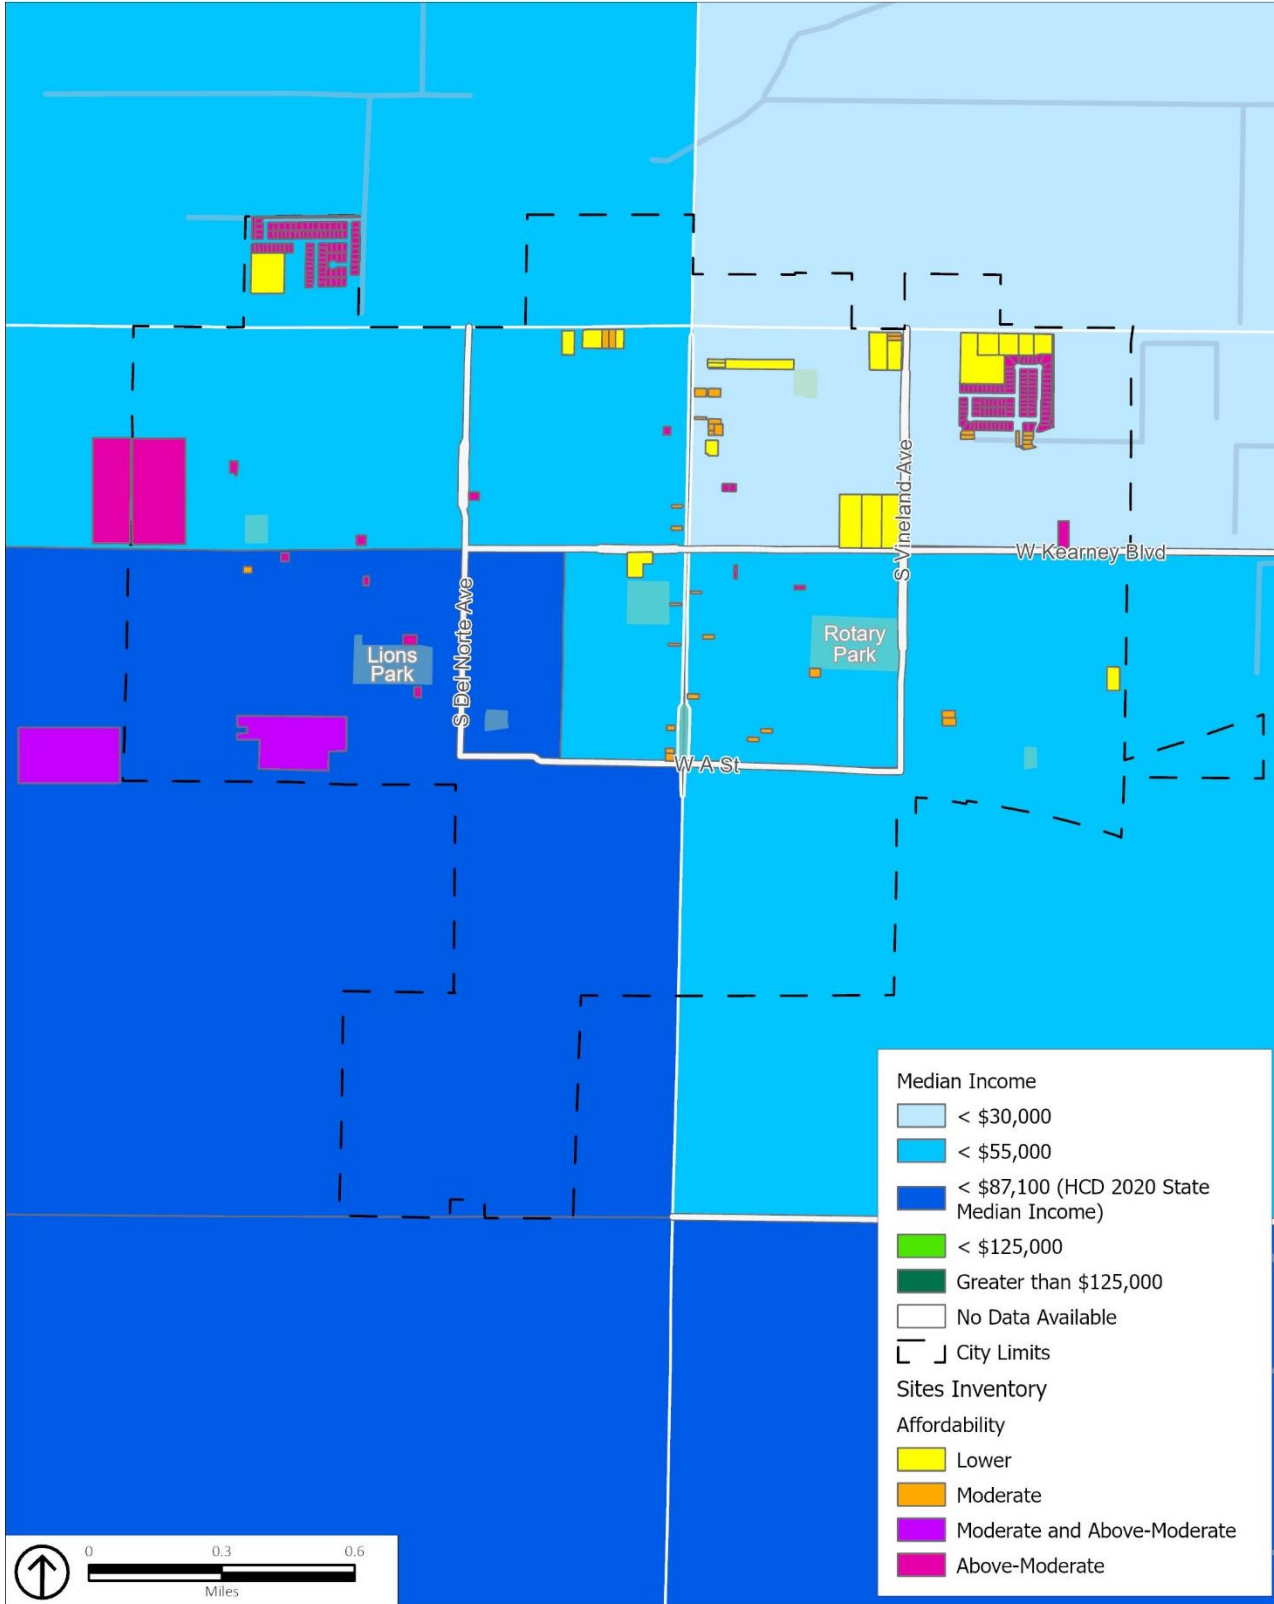 S Vineland Ave
W Kearney Blvd
S Del Norte Ave
Rotary
Park
Lions
Park
W A St
Median Income
< $30,000
< $55,000
< $87,100 (HCD 2020 State
Median Income)
< $125,000
Greater than $125,000
No Data Available
City Limits
Sites Inventory
Affordability
Lower
Moderate
Moderate and Above-Moderate
Above-Moderate
0 0.3 0.6
Miles